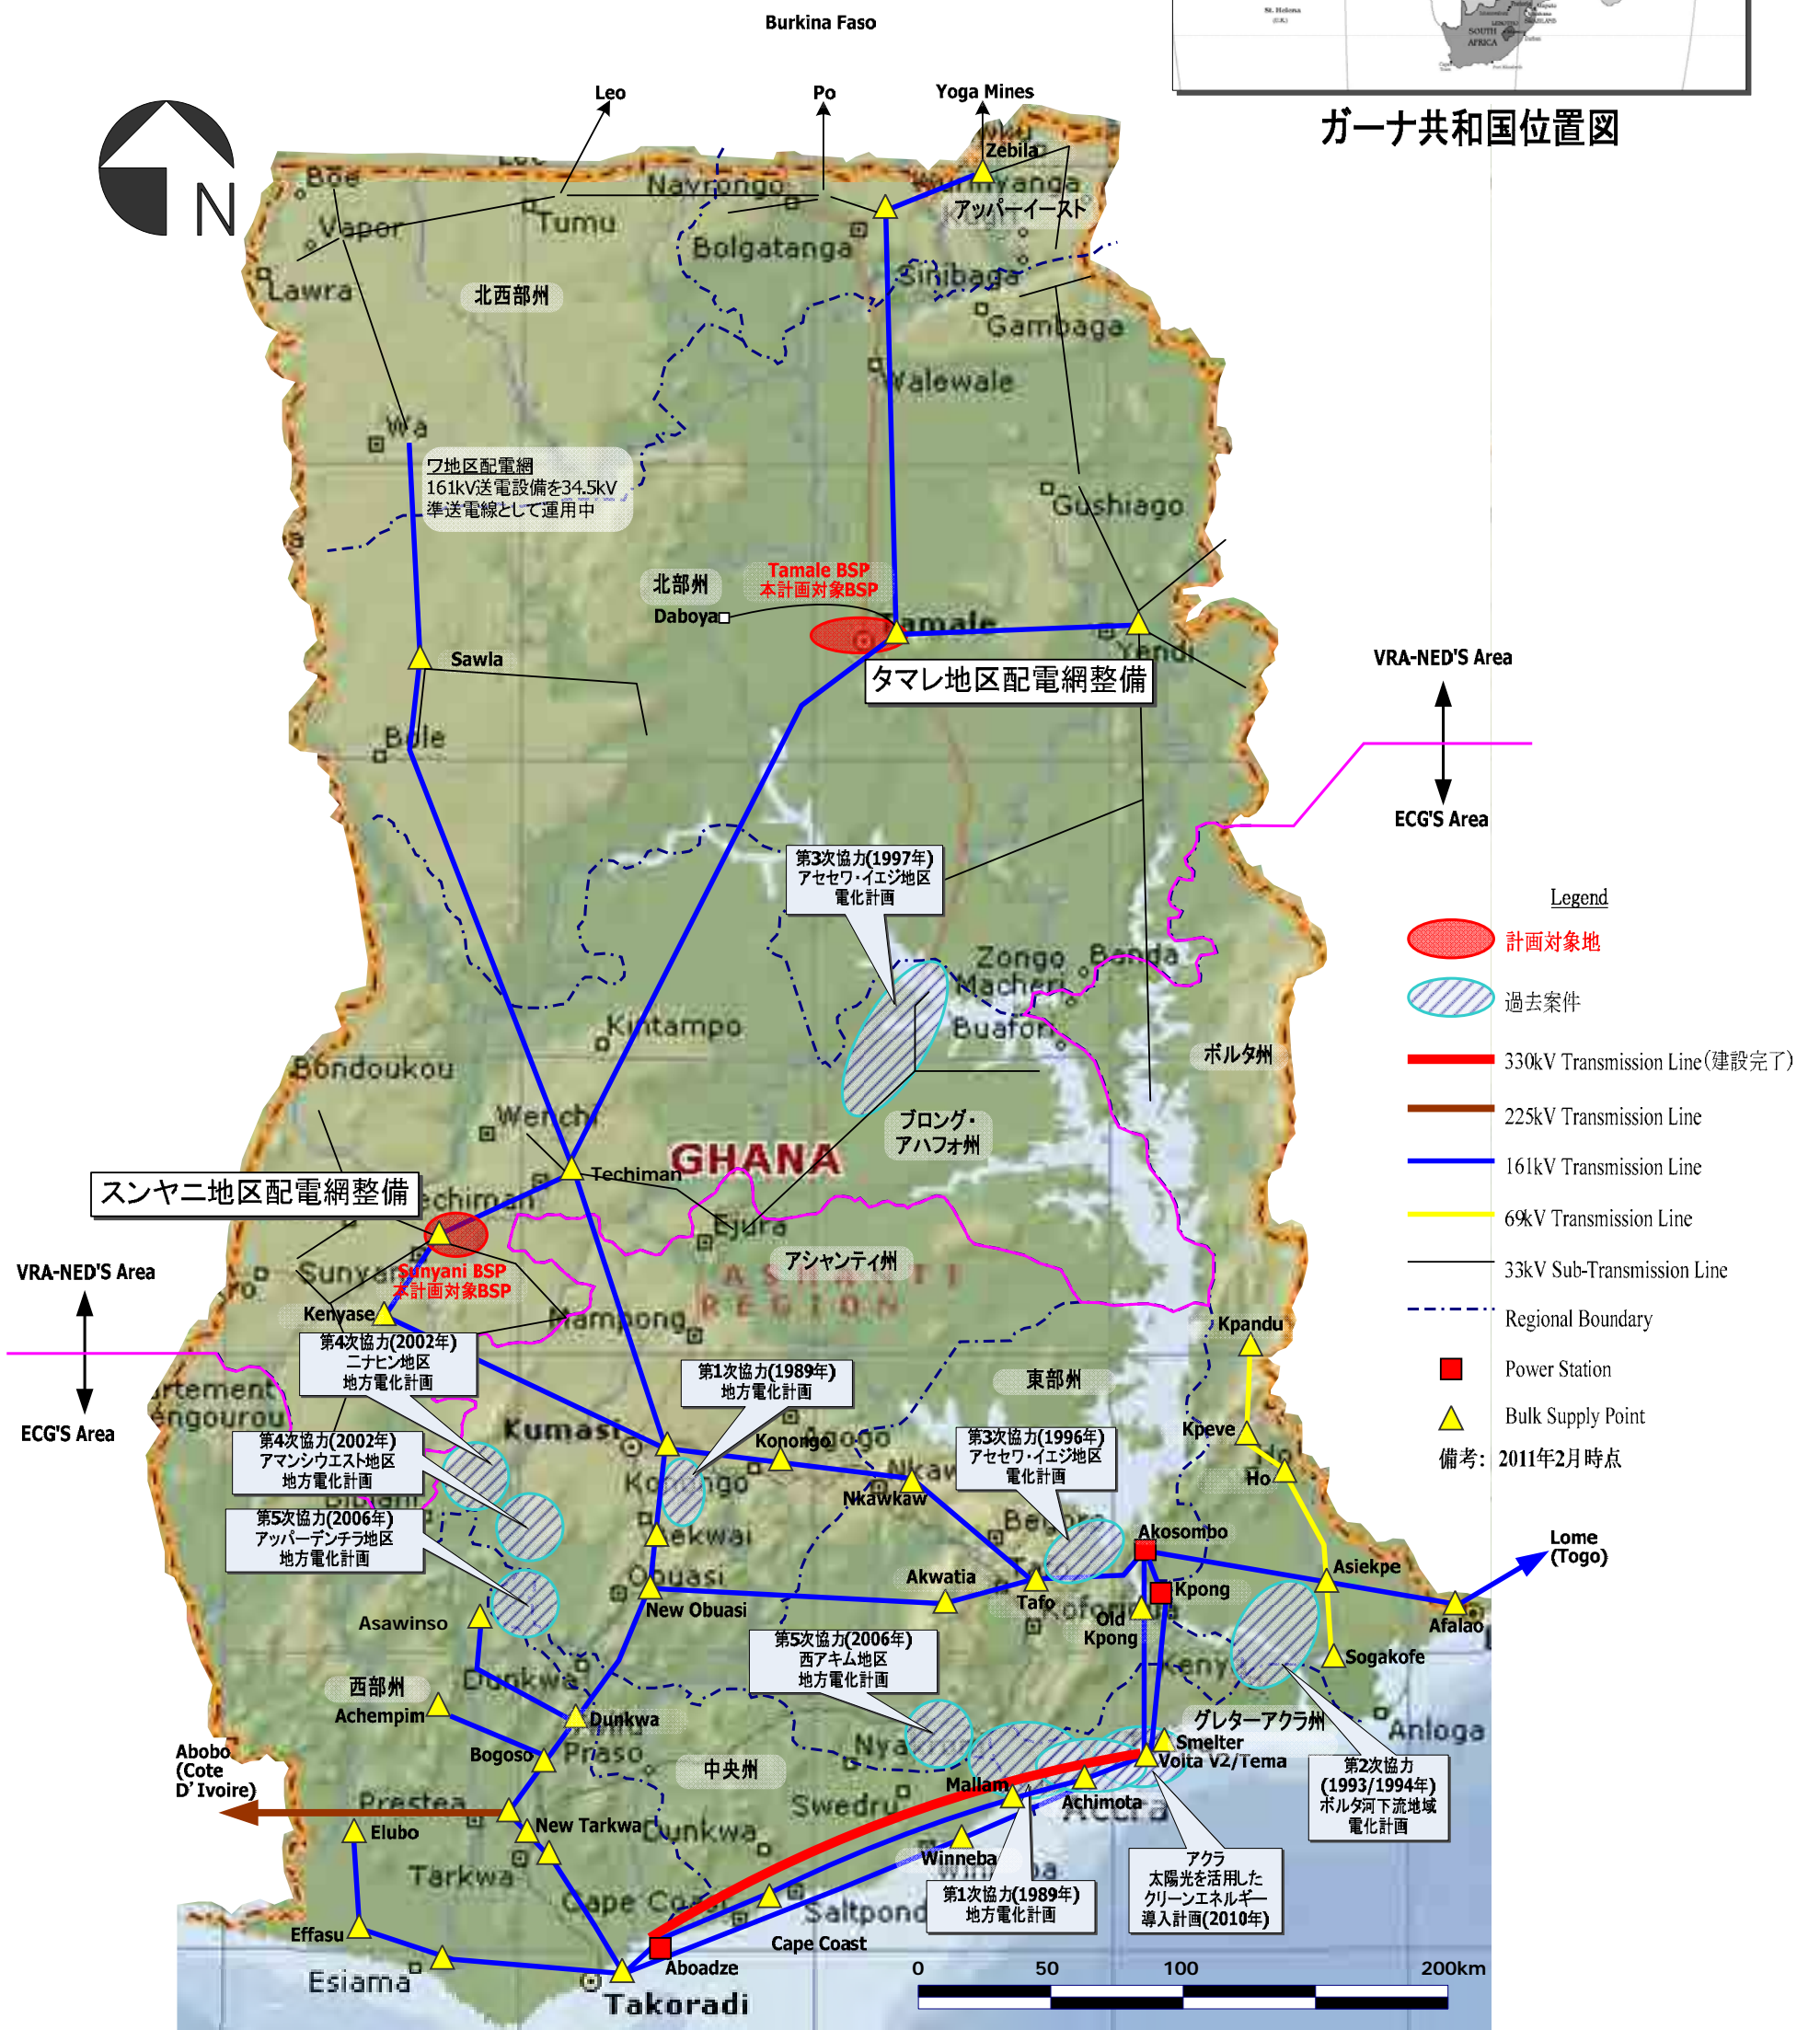 St. Helena
(U.K)
SOUTH
AFRICA
ガーナ共和国位置図
Burkina Faso
Leo
Po
Yoga Mines
N
Zebila
Navrongo
アッパーイースト
Boe
Vapor
Tumu
Lawra
Bolgatanga
Sinibaga
Gambaga
北西部州
Walewale
Wa
ワ地区配電網
161kV送電設備を34.5kV
準送電線として運用中
Gushiago
Tamale BSP
本計画対象BSP
北部州
Daboya
Tamale
Yendi
Sawla
タマレ地区配電網整備
Bole
VRA-NED'S Area
ECG'S Area
第3次協力(1997年)
アセセワ・イエジ地区
電化計画
Legend
計画対象地
過去案件
330kV Transmission Line(建設完了)
225kV Transmission Line
161kV Transmission Line
69kV Transmission Line
33kV Sub-Transmission Line
Regional Boundary
Power Station
Bulk Supply Point
備考: 2011年2月時点
Zongo
Macheri
Banda
Buafori
Kintampo
ボルタ州
Bondoukou
Wenchi
ブロング・
アハフォ州
GHANA
Techiman
スンヤニ地区配電網整備
Ejura
アシャンティ州
ASHANTI
REGION
Sunyani BSP
本計画対象BSP
VRA-NED'S Area
ECG'S Area
Kenyase
Mampong
Kpandu
第4次協力(2002年)
ニナヒン地区
地方電化計画
第1次協力(1989年)
地方電化計画
東部州
Kumasi
Konongo
Agogo
Kpeve
第4次協力(2002年)
アマンシウエスト地区
地方電化計画
第3次協力(1996年)
アセセワ・イエジ地区
電化計画
Ho
Konongo
Nkawkaw
第5次協力(2006年)
アッパーデンチラ地区
地方電化計画
Bekwai
Akosombo
Lome
(Togo)
Obuasi
New Obuasi
Akwatia
Tafo
Kpong
Asiekpe
Old
Kpong
Afalao
Asawinso
第5次協力(2006年)
西アキム地区
地方電化計画
Sogakofe
Dunkwa
西部州
Achempim
Dunkwa
グレターアクラ州
Anloga
Smelter
Volta V2/Tema
Abobo
(Cote
D'Ivoire)
Bogoso
Praso
中央州
Mallam
Achimota
Accra
第2次協力
(1993/1994年)
ボルタ河下流地域
電化計画
Prestea
Elubo
New Tarkwa
Dunkwa
Swedru
Tarkwa
Winneba
Cape Coast
Saltpond
第1次協力(1989年)
地方電化計画
アクラ
太陽光を活用した
クリーンエネルギー
導入計画(2010年)
Effasu
Cape Coast
Aboadze
Esiama
Takoradi
0 50 100 200km